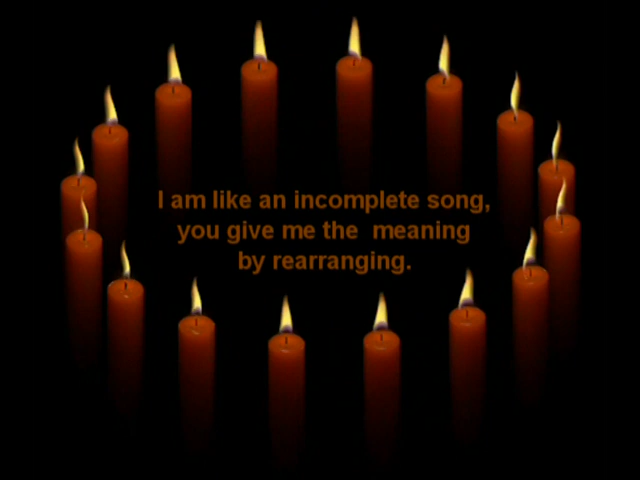 I am like an incomplete song,
you give me the  meaning
by rearranging.